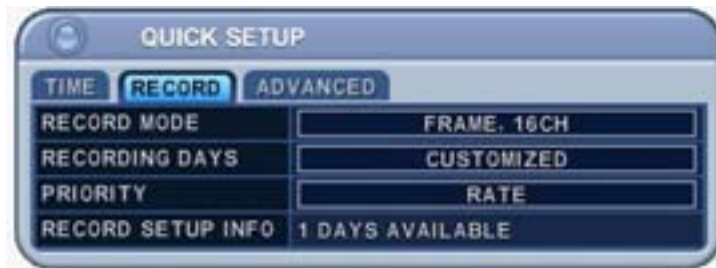 QUICK SETUP
TIME RECORD ADVANCED
RECORD MODE FRAME, 16CH
RECORDING DAYS CUSTOMIZED
PRIORITY RATE
RECORD SETUP INFO 1 DAYS AVAILABLE